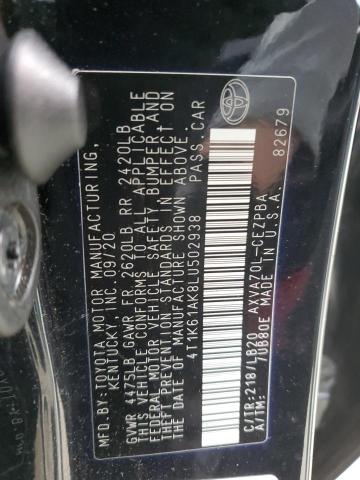 MFD. BY: TOYOTA MOTOR MANUFACTURING,
KENTUCKY, INC. 09/20
GVWR 4475LB GAWR FR 2620LB RR 2420LB
THIS VEHICLE CONFORMS TO ALL APPLICABLE
FEDERAL MOTOR VEHICLE SAFETY BUMPER AND
THEFT PREVENTION STANDARDS IN EFFECT ON
THE DATE OF MANUFACTURE SHOWN ABOVE.
4T1K61AK8LU502938 PASS.CAR
C/TR:218/LB20 AXVA70L-CEZPBA
A/TM: /UB80E MADE IN U.S.A.
82679